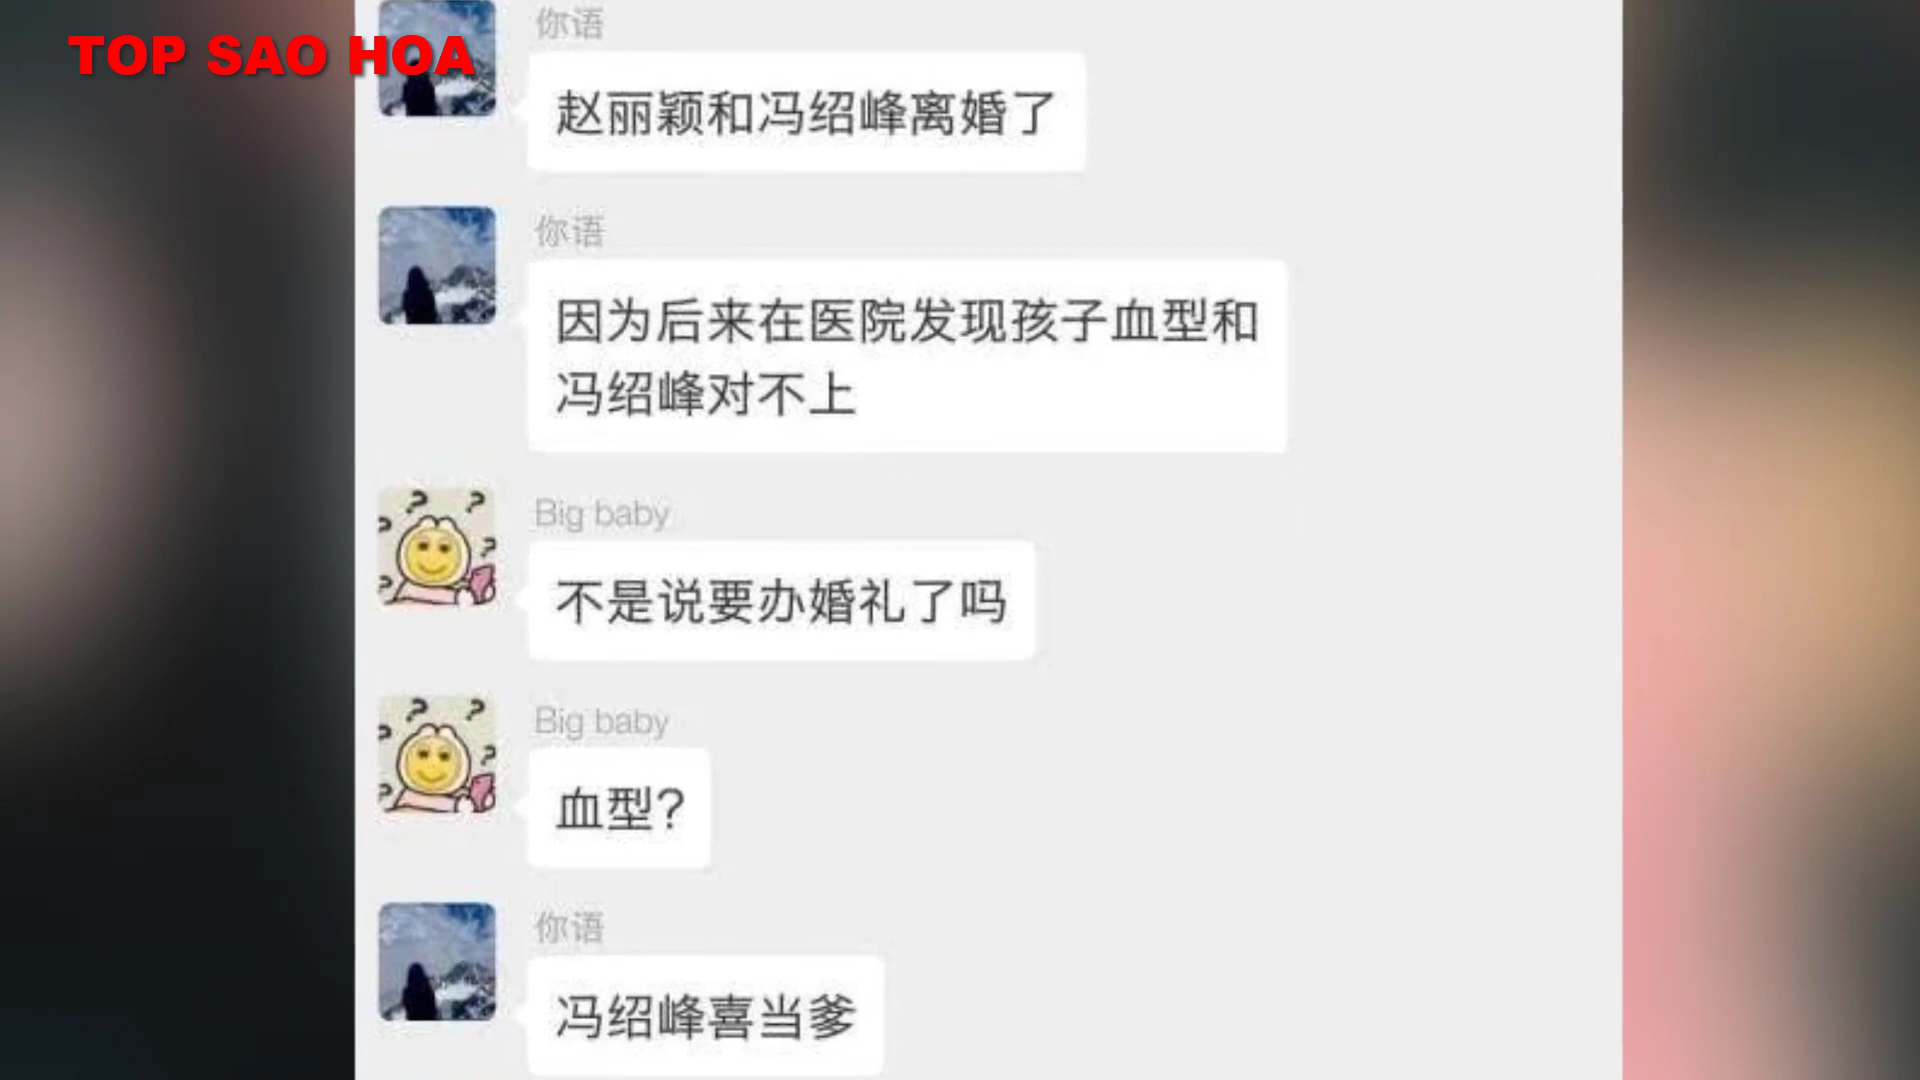 TOP SAO HOA
你语
赵丽颖和冯绍峰离婚了
你语
因为后来在医院发现孩子血型和
冯绍峰对不上
Big baby
不是说要办婚礼了吗
Big baby
血型?
你语
冯绍峰喜当爹